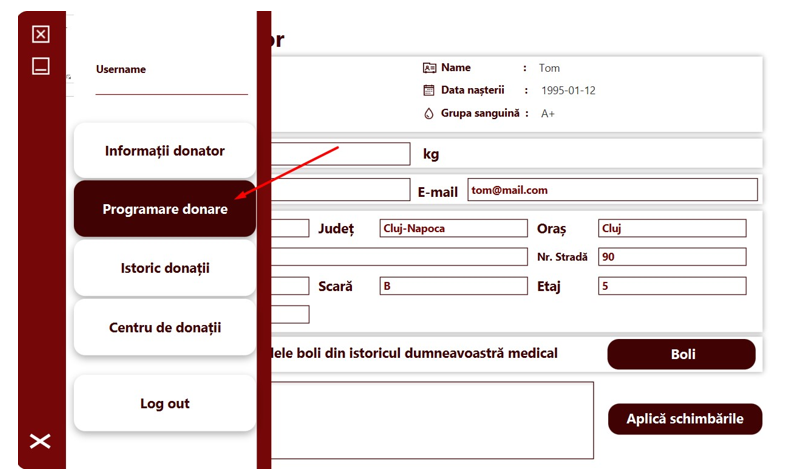 or
Username
Name : Tom
Data nașterii : 1995-01-12
Grupa sanguină : A+
Informații donator
kg
Programare donare
E-mail tom@mail.com
Județ Cluj-Napoca Oraș Cluj
Nr. Stradă 90
Istoric donații
Scară B Etaj 5
Centru de donații
boli din istoricul dumneavoastră medical
Boli
Log out
Aplică schimbările